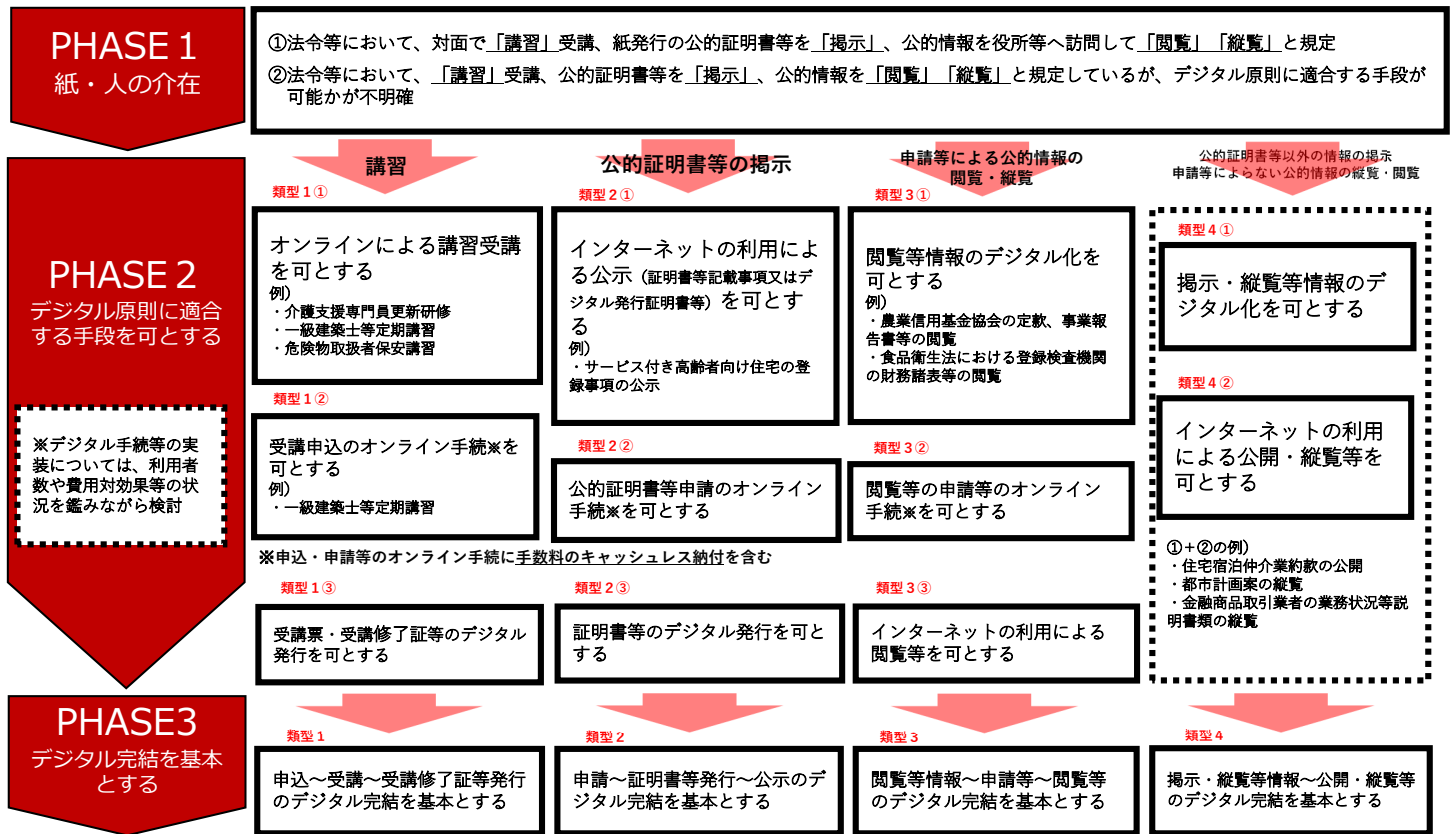 PHASE１
紙・人の介在
①法令等において、対面で「講習」受講、紙発行の公的証明書等を「掲示」、公的情報を役所等へ訪問して「閲覧」「縦覧」と規定
②法令等において、「講習」受講、公的証明書等を「掲示」、公的情報を「閲覧」「縦覧」と規定しているが、デジタル原則に適合する手段が
可能かが不明確
PHASE２
デジタル原則に適合
する手段を可とする
※デジタル手続等の実
装については、利用者
数や費用対効果等の状
況を鑑みながら検討
講習
類型１①
オンラインによる講習受講
を可とする
例）
・介護支援専門員更新研修
・一級建築士等定期講習
・危険物取扱者保安講習
類型１②
受講申込のオンライン手続※を
可とする
例）
・一級建築士等定期講習
公的証明書等の掲示
類型２①
インターネットの利用によ
る公示（証明書等記載事項又はデ
ジタル発行証明書等）を可とす
る
例）
・サービス付き高齢者向け住宅の登
録事項の公示
類型２②
公的証明書等申請のオンライン
手続※を可とする
申請等による公的情報の
閲覧・縦覧
類型３①
閲覧等情報のデジタル化を
可とする
例）
・農業信用基金協会の定款、事業報
告書等の閲覧
・食品衛生法における登録検査機関
の財務諸表等の閲覧
類型３②
閲覧等の申請等のオンライン
手続※を可とする
※申込・申請等のオンライン手続に手数料のキャッシュレス納付を含む
類型１③
受講票・受講修了証等のデジタル
発行を可とする
類型２③
証明書等のデジタル発行を可と
する
類型３③
インターネットの利用による
閲覧等を可とする
公的証明書等以外の情報の掲示
申請等によらない公的情報の縦覧・閲覧
類型４①
掲示・縦覧等情報のデ
ジタル化を可とする
類型４②
インターネットの利用
による公開・縦覧等を
可とする
①＋②の例）
・住宅宿泊仲介業約款の公開
・都市計画案の縦覧
・金融商品取引業者の業務状況等説
明書類の縦覧
PHASE3
デジタル完結を基本
とする
類型１
申込～受講～受講修了証等発行
のデジタル完結を基本とする
類型２
申請～証明書等発行～公示のデ
ジタル完結を基本とする
類型３
閲覧等情報～申請等～閲覧等
のデジタル完結を基本とする
類型４
掲示・縦覧等情報～公開・縦覧等
のデジタル完結を基本とする